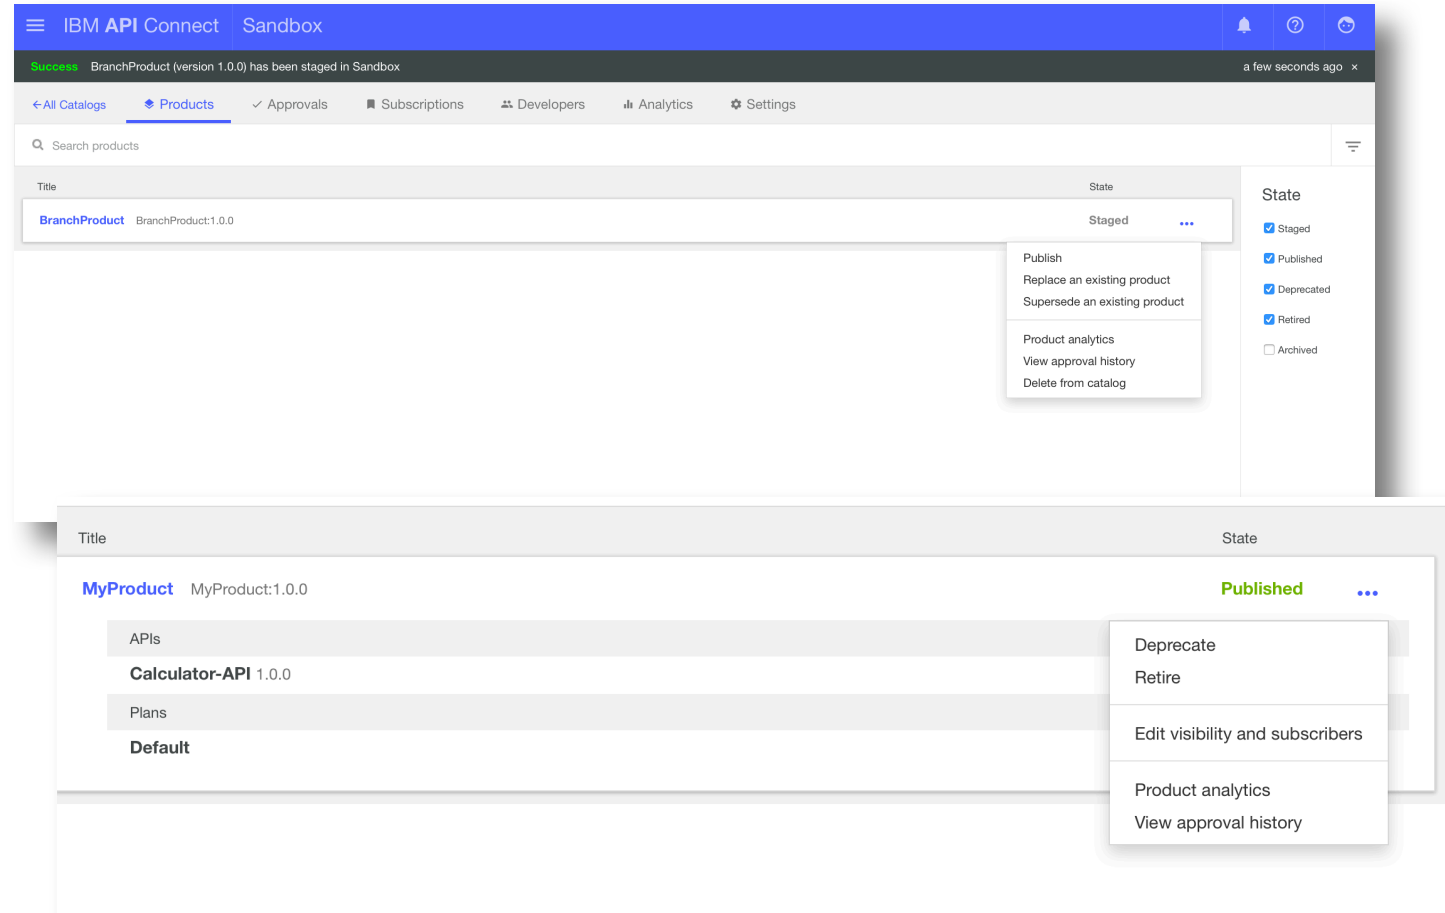 IBM API Connect Sandbox
Success BranchProduct (version 1.0.0) has been staged in Sandbox a few seconds ago ×
←All Catalogs Products Approvals Subscriptions Developers Analytics Settings
Search products
Title State
BranchProduct BranchProduct:1.0.0 Staged ...
Publish
Replace an existing product
Supersede an existing product
Product analytics
View approval history
Delete from catalog
State
Staged
Published
Deprecated
Retired
Archived
Title State
MyProduct MyProduct:1.0.0 Published ...
APIs
Calculator-API 1.0.0
Plans
Default
Deprecate
Retire
Edit visibility and subscribers
Product analytics
View approval history